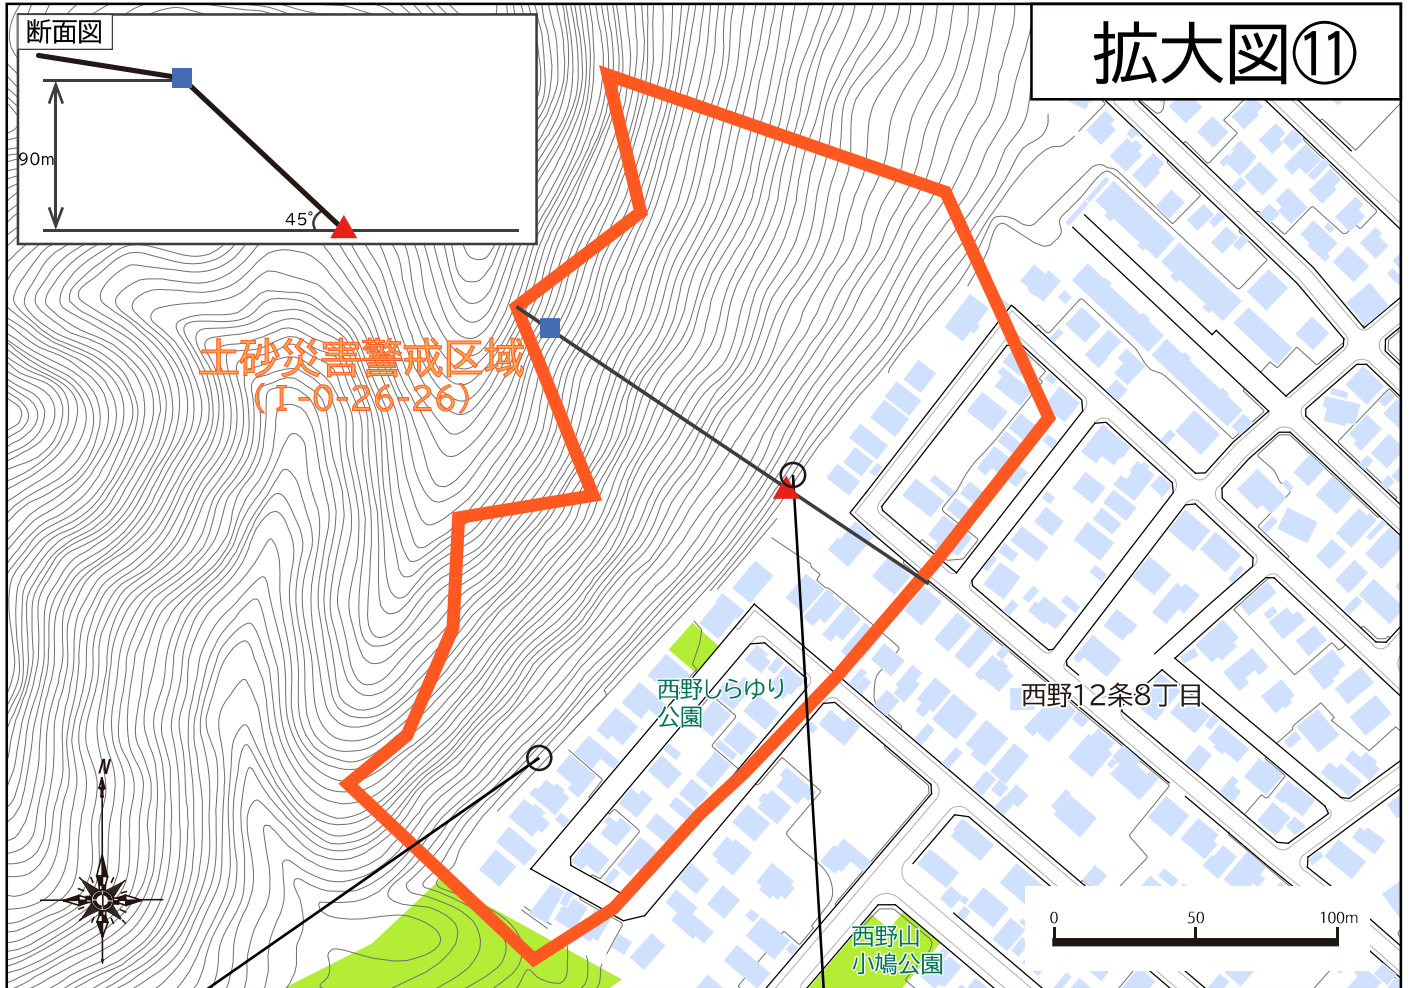 断面図
拡大図⑪
90m
45°
土砂災害警戒区域
(Ⅰ-0-26-26)
西野しらゆり
公園
西野12条8丁目
N
0 50 100m
西野山
小鳩公園